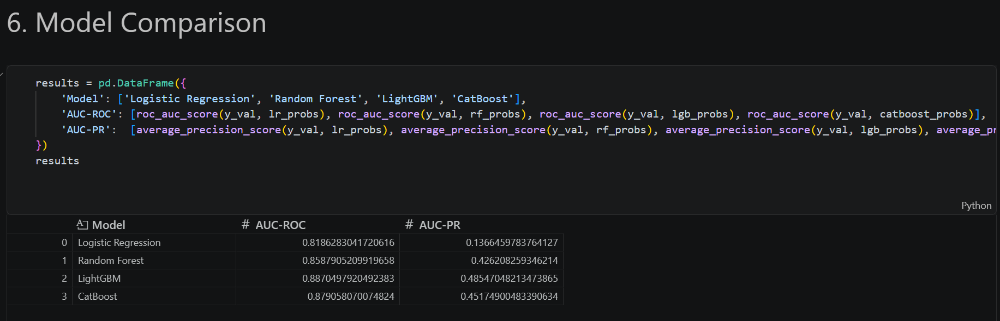 6. Model Comparison
results = pd.DataFrame({
    'Model': ['Logistic Regression', 'Random Forest', 'LightGBM', 'CatBoost'],
    'AUC-ROC': [roc_auc_score(y_val, lr_probs), roc_auc_score(y_val, rf_probs), roc_auc_score(y_val, lgb_probs), roc_auc_score(y_val, catboost_probs)],
    'AUC-PR':  [average_precision_score(y_val, lr_probs), average_precision_score(y_val, rf_probs), average_precision_score(y_val, lgb_probs), average_pr
})
results
Python
Model # AUC-ROC # AUC-PR
0 Logistic Regression 0.8186283041720616 0.1366459783764127
1 Random Forest 0.8587905209919658 0.426208259346214
2 LightGBM 0.8870497920492383 0.48547048213473865
3 CatBoost 0.879058070074824 0.45174900483390634